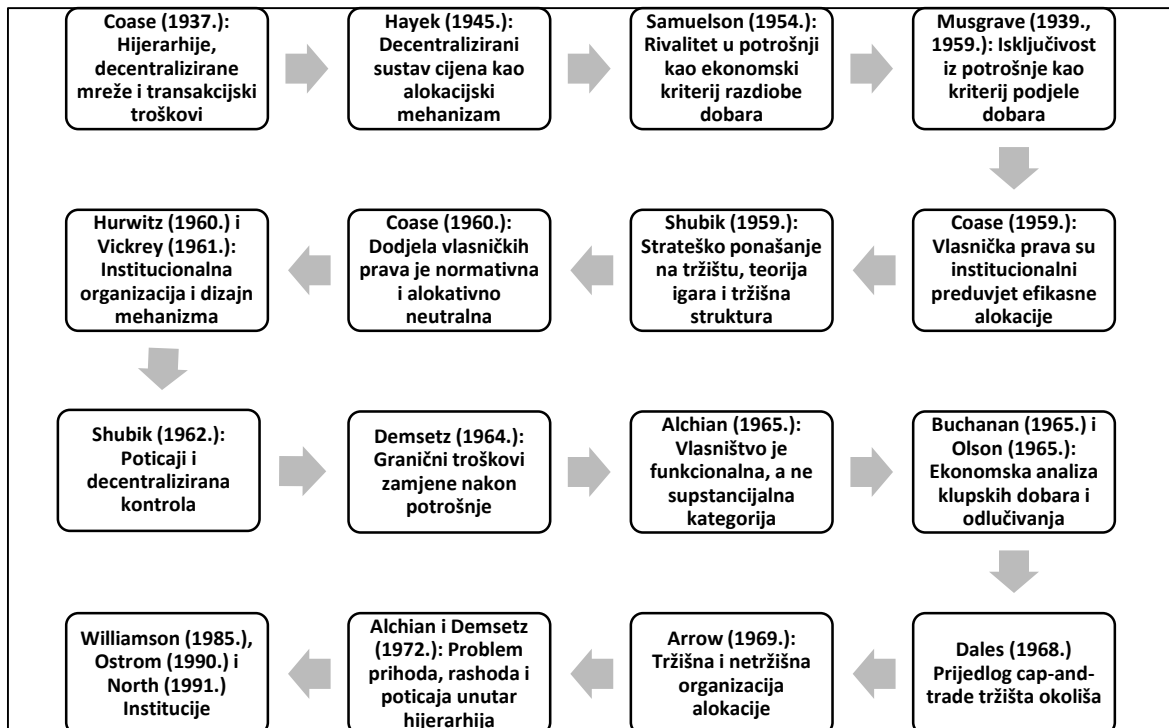 Coase (1937.):
Hijerarhije,
decentralizirane
mreže i transakcijski
troškovi
Hayek (1945.):
Decentralizirani
sustav cijena kao
alokacijski
mehanizam
Samuelson (1954.):
Rivalitet u potrošnji
kao ekonomski
kriterij razdiobe
dobara
Musgrave (1939.,
1959.): Isključivost
iz potrošnje kao
kriterij podjele
dobara
Coase (1959.):
Vlasnička prava su
institucionalni
preduvjet efikasne
alokacije
Shubik (1959.):
Strateško ponašanje
na tržištu, teorija
igara i tržišna
struktura
Coase (1960.):
Dodjela vlasničkih
prava je normativna
i alokativno
neutralna
Hurwitz (1960.) i
Vickrey (1961.):
Institucionalna
organizacija i dizajn
mehanizma
Shubik (1962.):
Poticaji i
decentralizirana
kontrola
Demsetz (1964.):
Granični troškovi
zamjene nakon
potrošnje
Alchian (1965.):
Vlasništvo je
funkcionalna, a ne
supstancijalna
kategorija
Buchanan (1965.) i
Olson (1965.):
Ekonomska analiza
klupskih dobara i
odlučivanja
Dales (1968.)
Prijedlog cap-and-
trade tržišta okoliša
Arrow (1969.):
Tržišna i netržišna
organizacija
alokacije
Alchian i Demsetz
(1972.): Problem
prihoda, rashoda i
poticaja unutar
hijerarhija
Williamson (1985.),
Ostrom (1990.) i
North (1991.)
Institucije